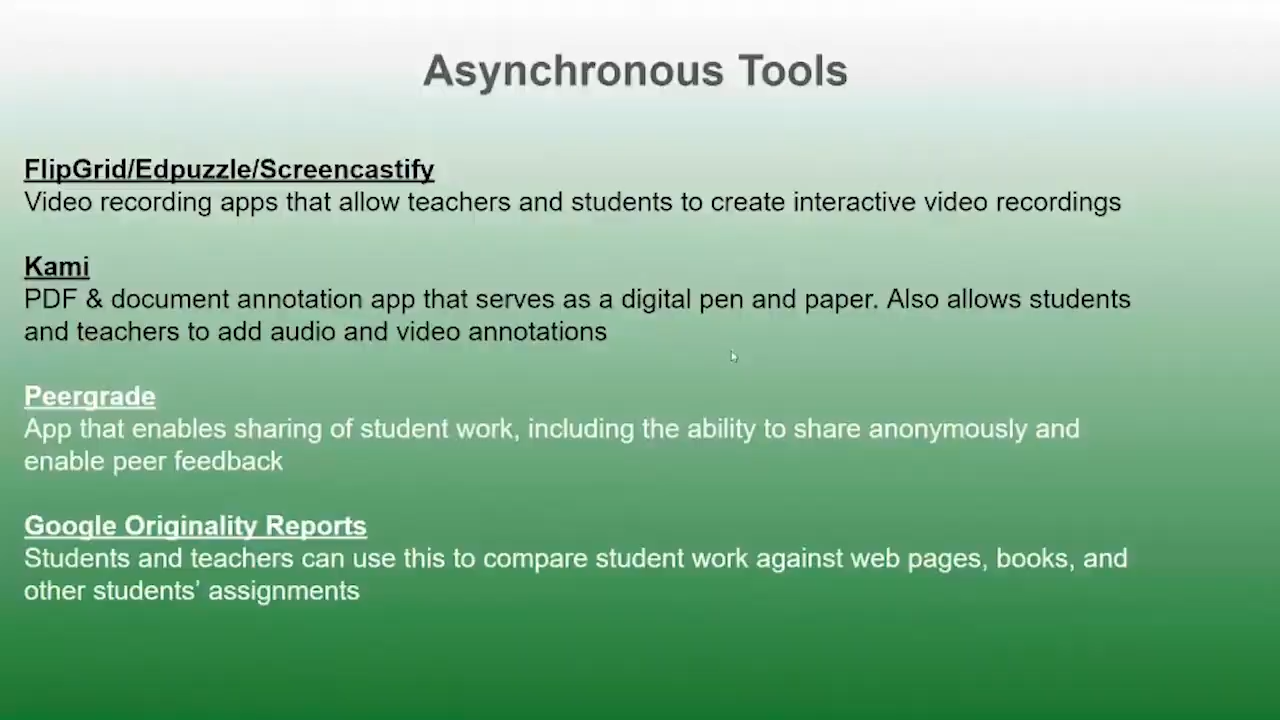 Asynchronous Tools
FlipGrid/Edpuzzle/Screencastify
Video recording apps that allow teachers and students to create interactive video recordings
Kami
PDF & document annotation app that serves as a digital pen and paper. Also allows students
and teachers to add audio and video annotations
Peergrade
App that enables sharing of student work, including the ability to share anonymously and
enable peer feedback
Google Originality Reports
Students and teachers can use this to compare student work against web pages, books, and
other students’ assignments